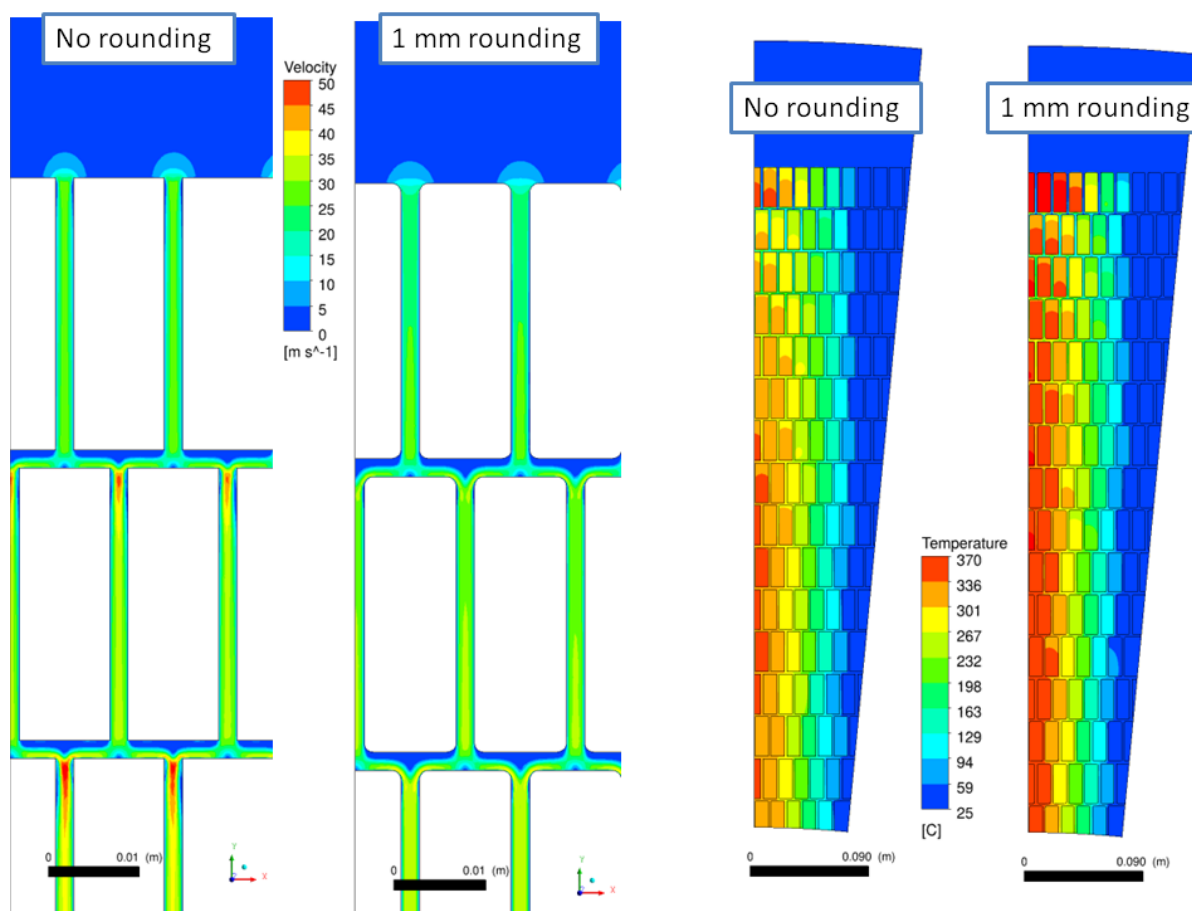 No rounding
1 mm rounding
Velocity
50
45
40
35
30
25
20
15
10
5
0
[m s^-1]
0 0.01 (m)
Y
X
0 0.01 (m)
Y
X
No rounding
1 mm rounding
Temperature
370
336
301
267
232
198
163
129
94
59
25
[C]
0 0.090 (m)
0 0.090 (m)